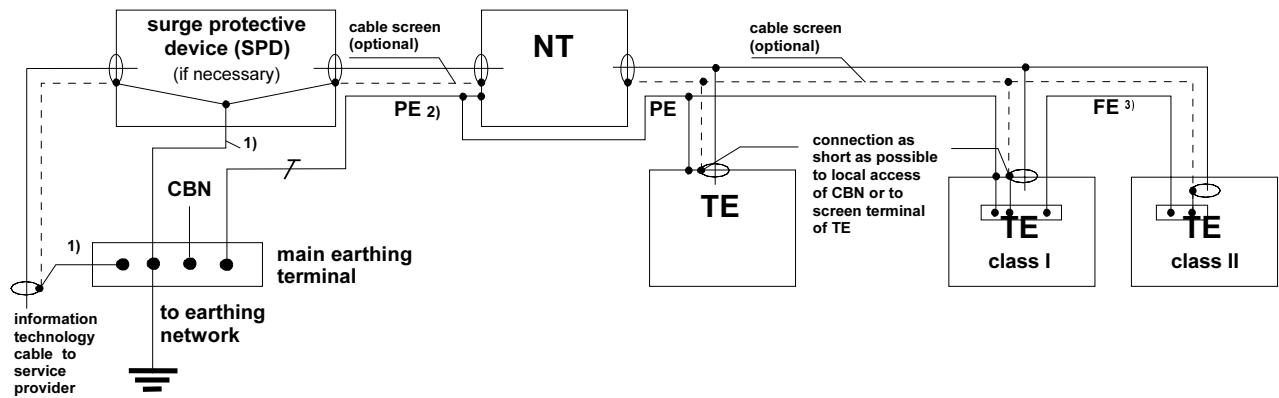 surge protective
device (SPD)
(if necessary)
cable screen
(optional)
NT
cable screen
(optional)
PE 2)
PE
FE 3)
1)
connection as
short as possible
to local access
of CBN or to
screen terminal
of TE
CBN
TE
TE
class I
TE
class II
1)
main earthing
terminal
to earthing
network
information
technology
cable to
service
provider